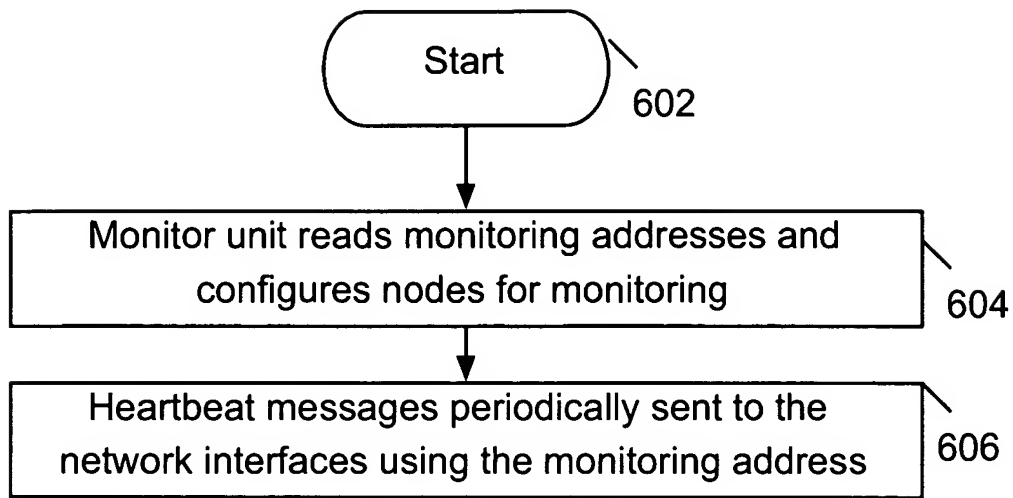 Start
602
Monitor unit reads monitoring addresses and
configures nodes for monitoring
604
Heartbeat messages periodically sent to the
network interfaces using the monitoring address
606